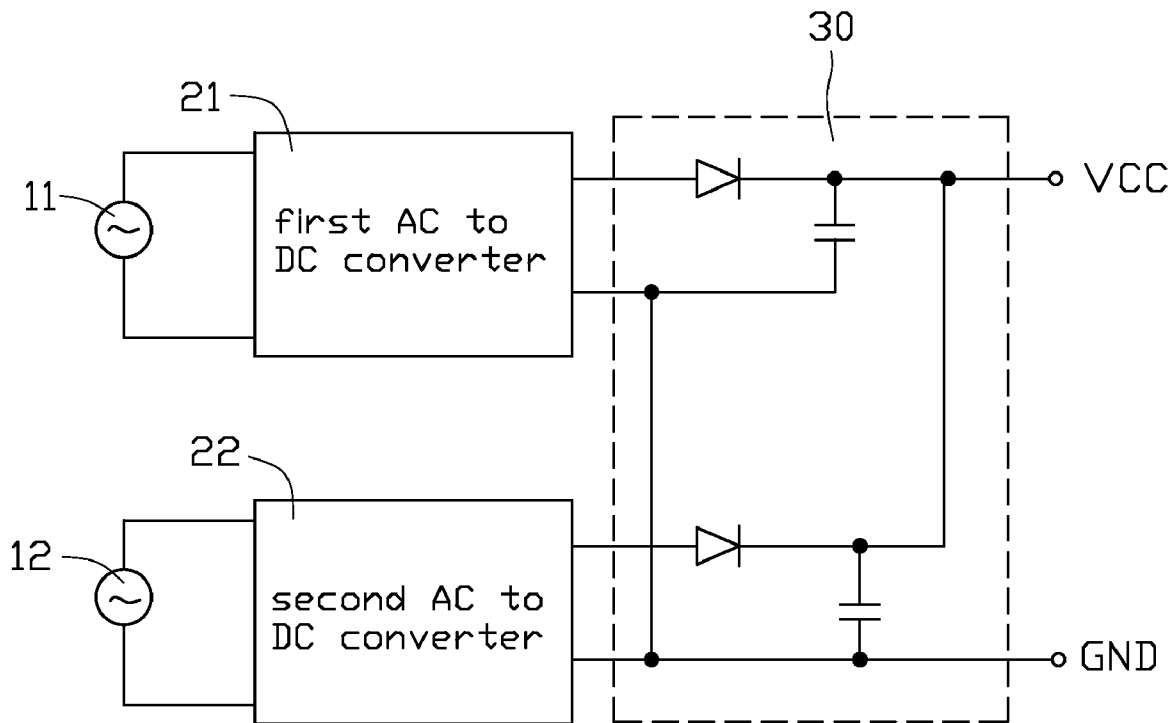 30
21
VCC
11
first AC to
DC converter
22
12
second AC to
DC converter
GND